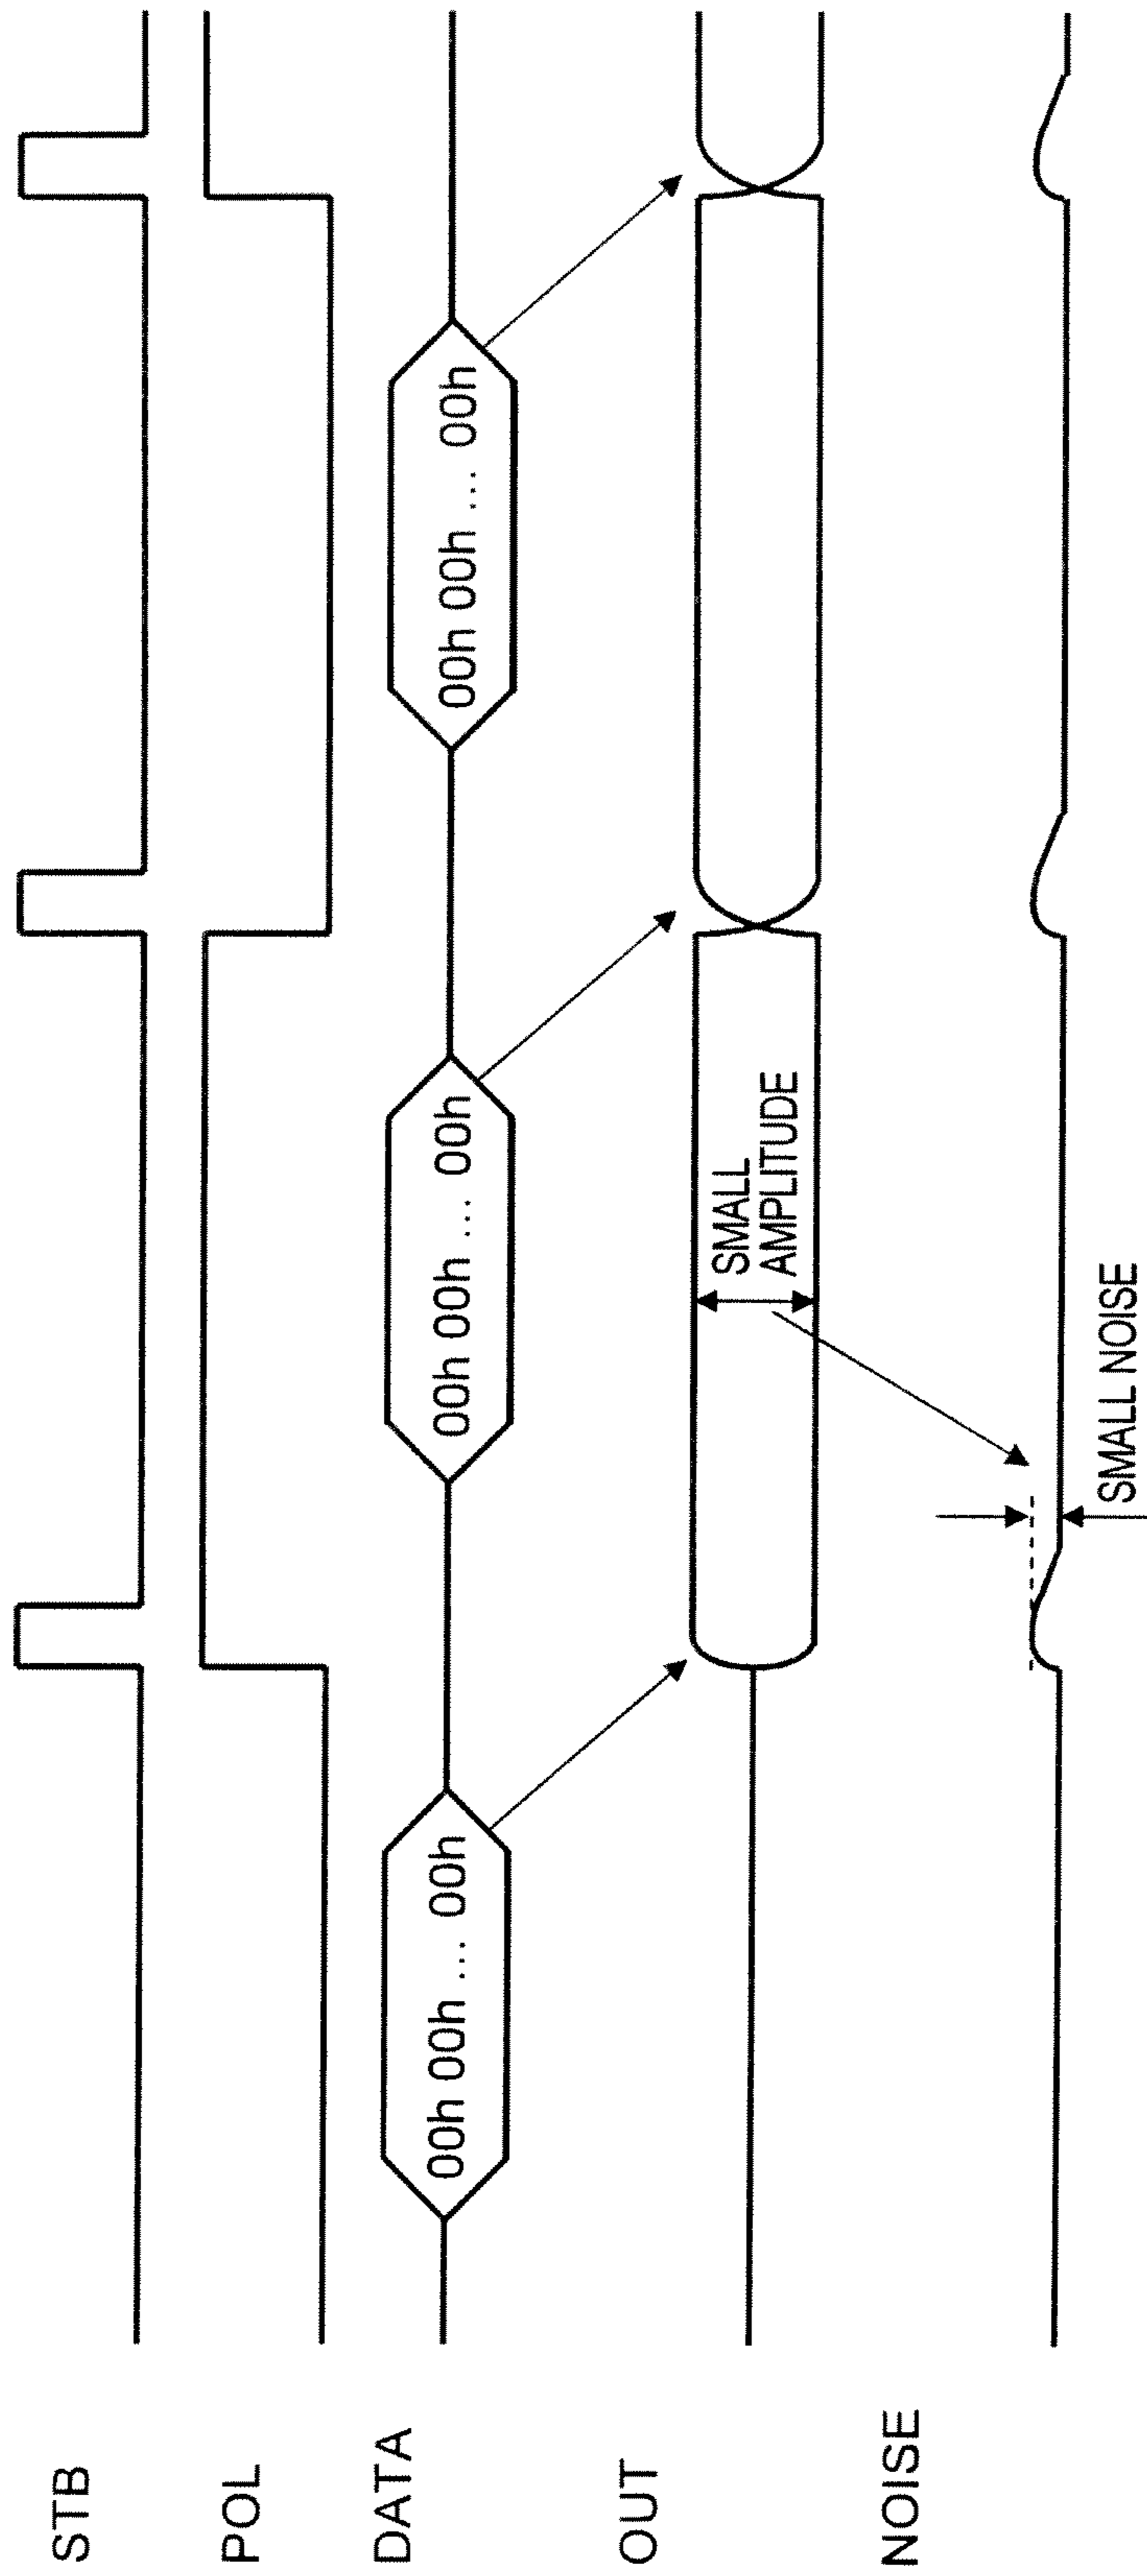 STB
POL
DATA
00h 00h ... 00h
00h 00h ... 00h
00h 00h ... 00h
OUT
SMALL
AMPLITUDE
NOISE
SMALL NOISE